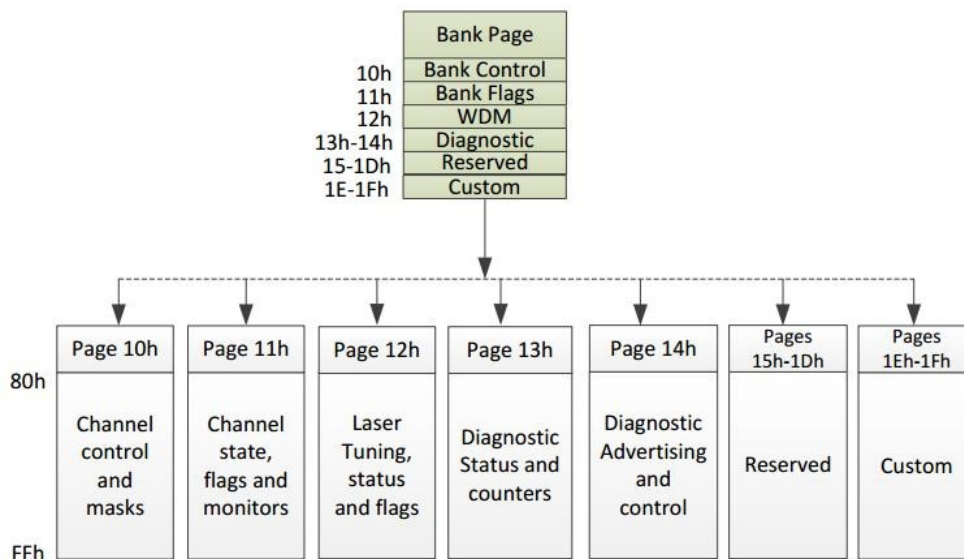 Bank Page
10h Bank Control
11h Bank Flags
12h WDM
13h-14h Diagnostic
15-1Dh Reserved
1E-1Fh Custom
Page 10h
Page 11h
Page 12h
Page 13h
Page 14h
Pages
15h-1Dh
Pages
1Eh-1Fh
80h
Channel
control
and
masks
Channel
state,
flags and
monitors
Laser
Tuning,
status
and flags
Diagnostic
Status and
counters
Diagnostic
Advertising
and
control
Reserved
Custom
FFh